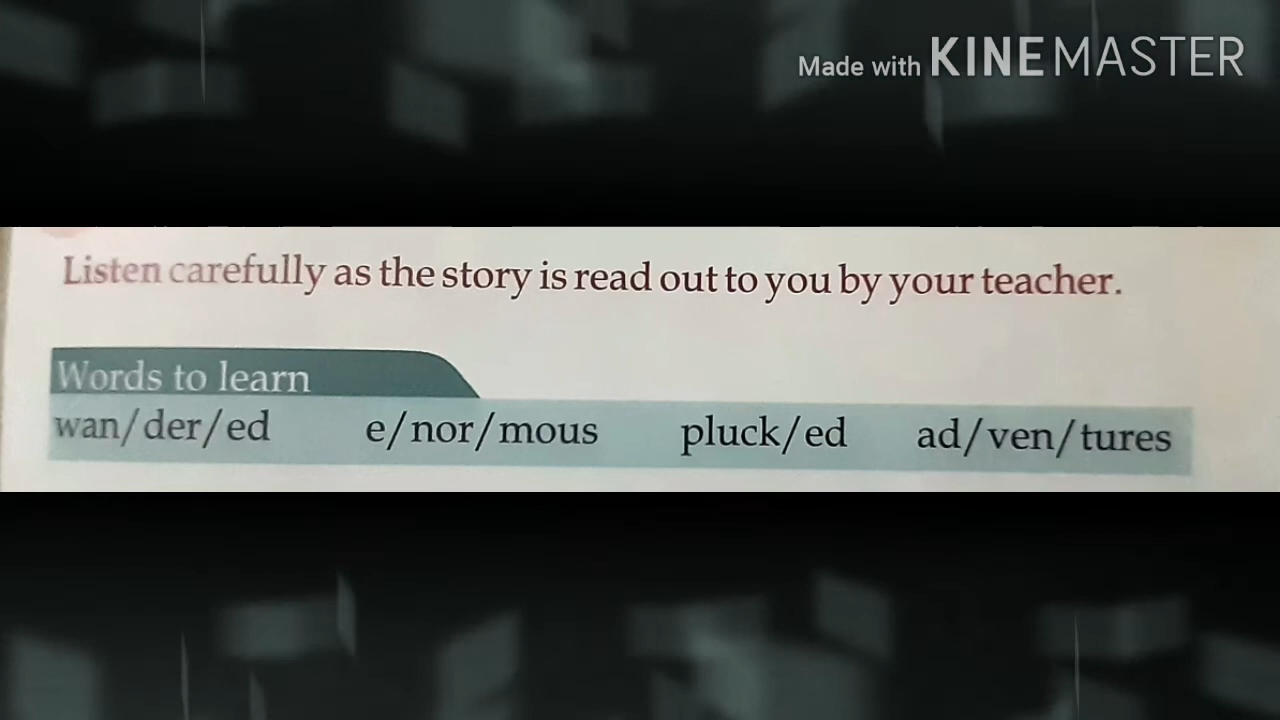 Made with KINEMASTER
Listen carefully as the story is read out to you by your teacher.
Words to learn
wan/der/ed e/nor/mous pluck/ed ad/ven/tures